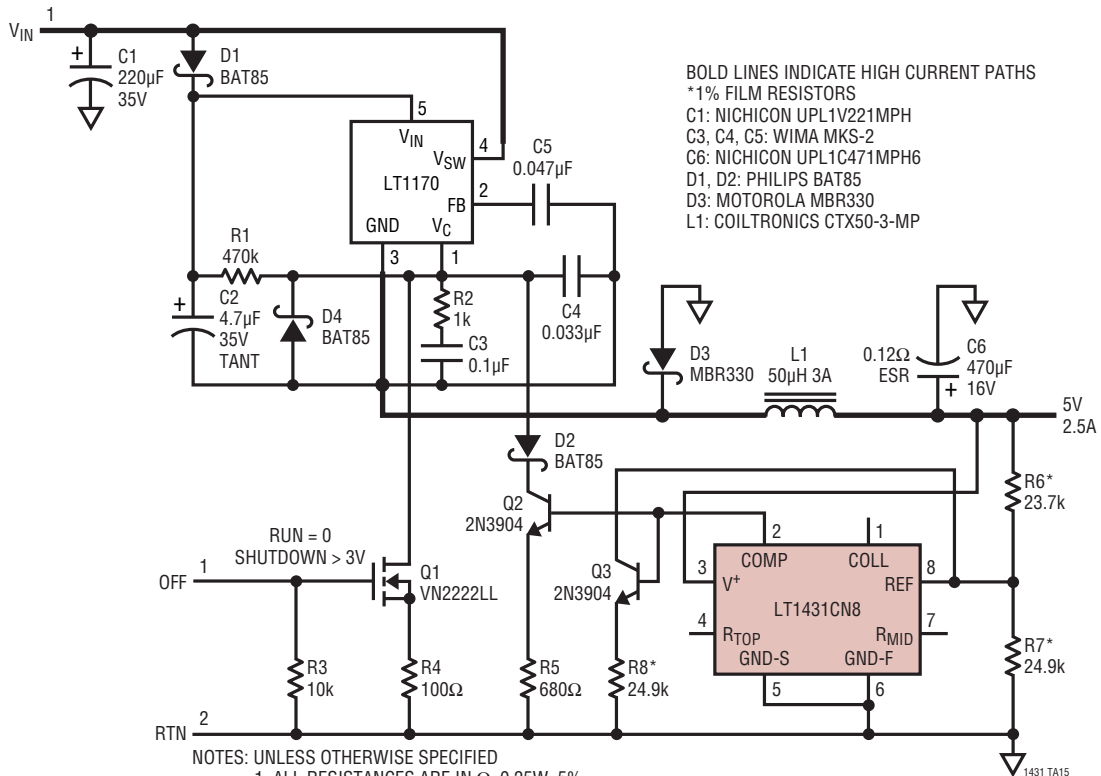 1
VIN
+
C1
220µF
35V
D1
BAT85
BOLD LINES INDICATE HIGH CURRENT PATHS
*1% FILM RESISTORS
C1: NICHICON UPL1V221MPH
C3, C4, C5: WIMA MKS-2
C6: NICHICON UPL1C471MPH6
D1, D2: PHILIPS BAT85
D3: MOTOROLA MBR330
L1: COILTRONICS CTX50-3-MP
5
VIN
VSW
4
LT1170
FB
2
GND
VC
3
1
C5
0.047µF
R1
470k
+
C2
4.7µF
35V
TANT
D4
BAT85
R2
1k
C3
0.1µF
C4
0.033µF
D3
MBR330
L1
50µH 3A
0.12Ω
ESR
C6
470µF
16V
+
5V
2.5A
D2
BAT85
Q2
2N3904
Q3
2N3904
R6*
23.7k
RUN = 0
SHUTDOWN > 3V
OFF
1
Q1
VN2222LL
2
1
COMP
COLL
3
V+
REF
8
LT1431CN8
4
RTOP
RMID
7
GND-S
GND-F
5
6
R3
10k
R4
100Ω
R5
680Ω
R8*
24.9k
R7*
24.9k
RTN
2
NOTES: UNLESS OTHERWISE SPECIFIED
1431 TA15